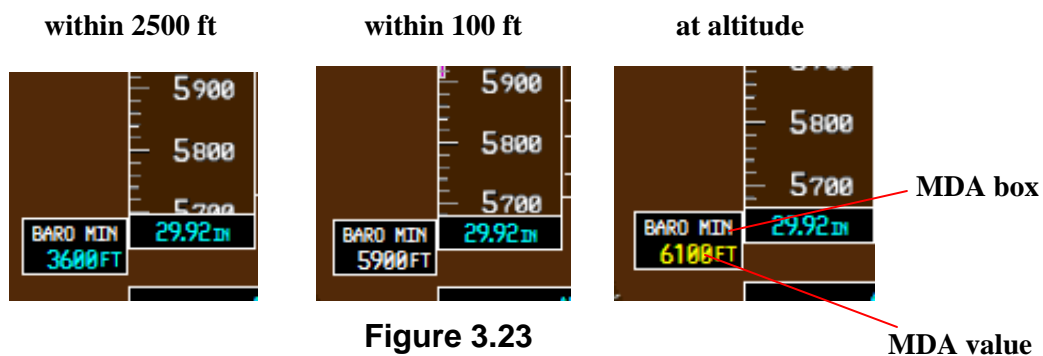 within 2500 ft
within 100 ft
at altitude
5900
5800
5700
BARO MIN
3600FT
29.92IN
5900
5800
5700
BARO MIN
5900FT
29.92IN
5800
5700
BARO MIN
6100FT
29.92IN
MDA box
MDA value
Figure 3.23